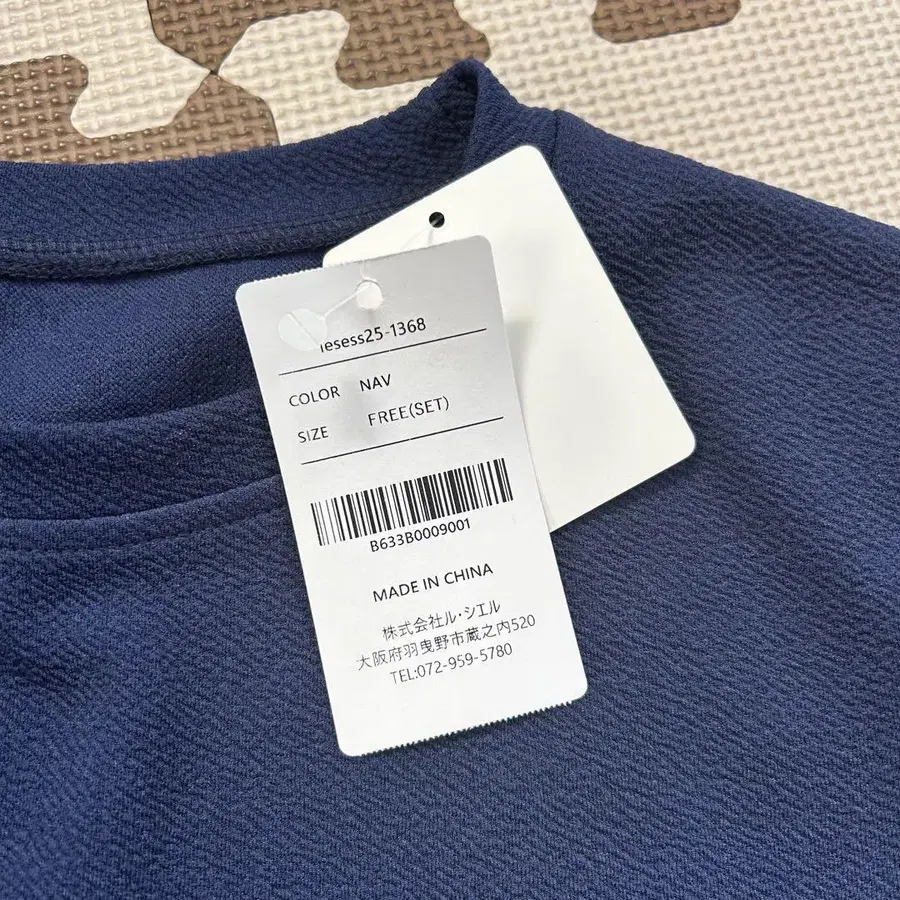 lesess25-1368
COLOR NAV
SIZE FREE(SET)
B633B0009001
MADE IN CHINA
株式会社ル・シエル
大阪府羽曳野市蔵之内520
TEL:072-959-5780